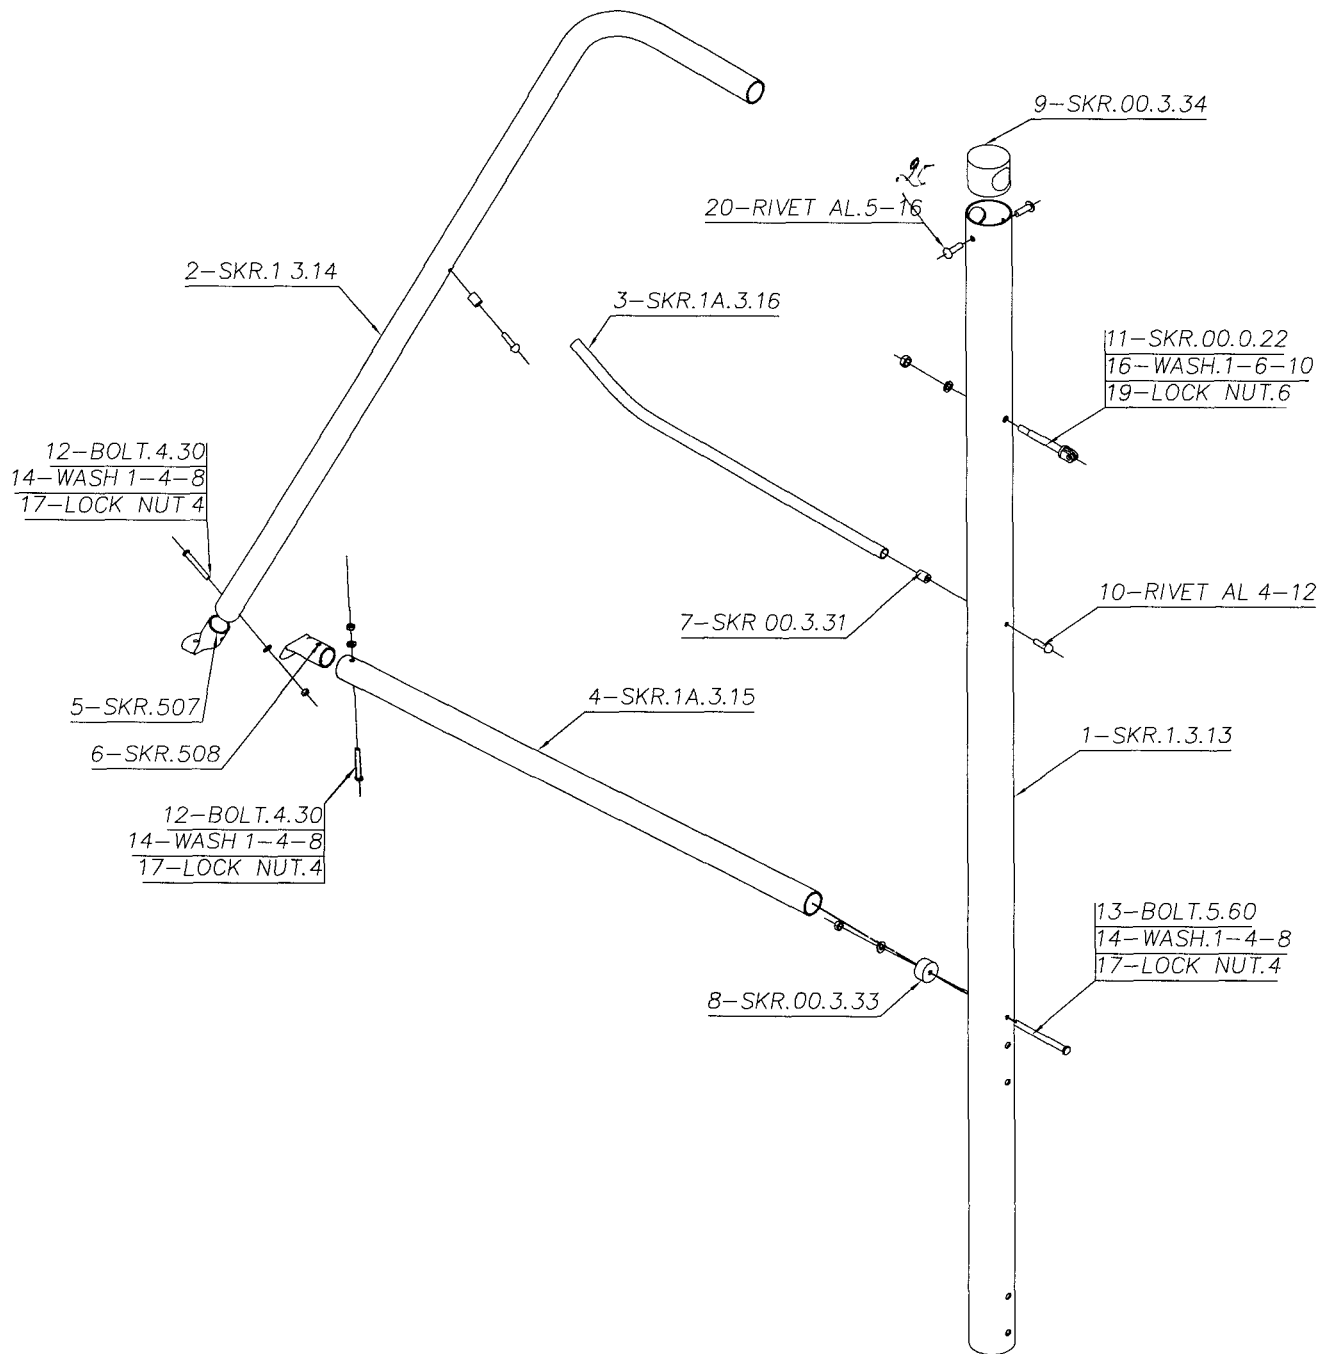 9-SKR.00.3.34
20-RIVET AL.5-16
2-SKR.1 3.14
3-SKR.1A.3.16
11-SKR.00.0.22
16-WASH.1-6-10
19-LOCK NUT.6
12-BOLT.4.30
14-WASH 1-4-8
17-LOCK NUT 4
10-RIVET AL 4-12
7-SKR 00.3.31
5-SKR.507
4-SKR.1A.3.15
6-SKR.508
1-SKR.1.3.13
12-BOLT.4.30
14-WASH 1-4-8
17-LOCK NUT.4
13-BOLT.5.60
14-WASH.1-4-8
17-LOCK NUT.4
8-SKR.00.3.33